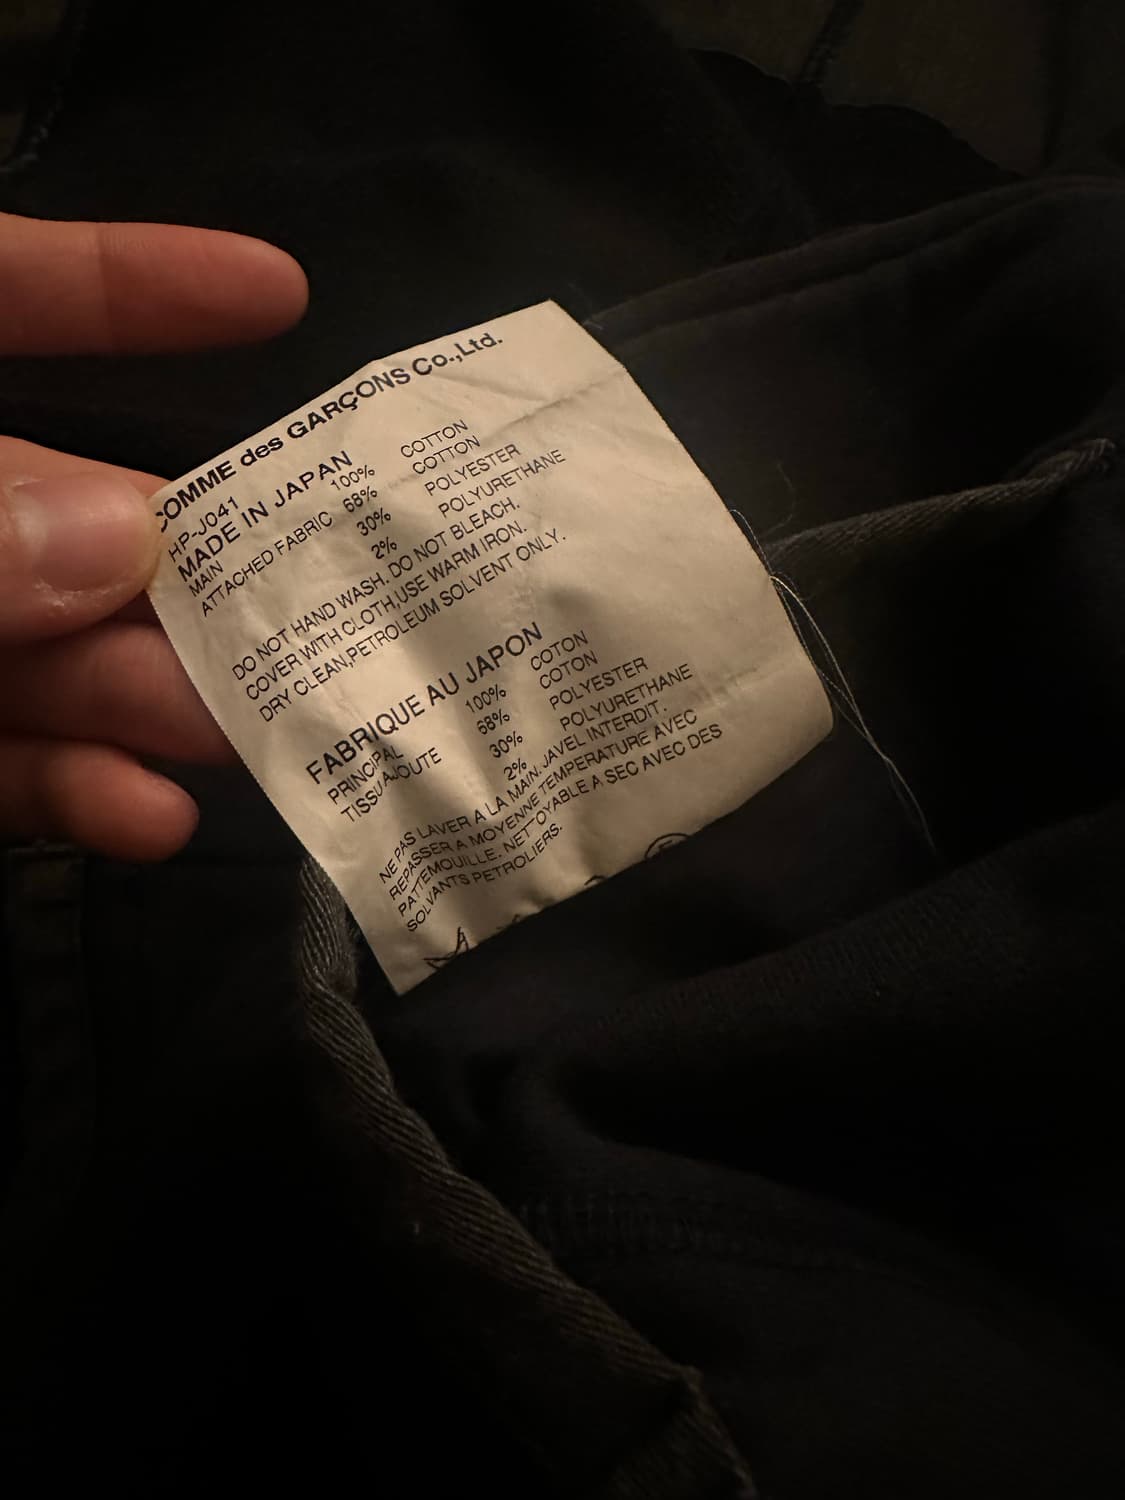 COMME des GARÇONS Co.,Ltd.
HP-J041
MADE IN JAPAN
MAIN 100% COTTON
ATTACHED FABRIC 68% COTTON
30% POLYESTER
2% POLYURETHANE
DO NOT HAND WASH. DO NOT BLEACH.
COVER WITH CLOTH,USE WARM IRON.
DRY CLEAN,PETROLEUM SOLVENT ONLY.
FABRIQUE AU JAPON
PRINCIPAL 100% COTON
TISSU AJOUTE 68% COTON
30% POLYESTER
2% POLYURETHANE
NE PAS LAVER A LA MAIN. JAVEL INTERDIT.
REPASSER A MOYENNE TEMPERATURE AVEC
PATTEMOUILLE. NETTOYABLE A SEC AVEC DES
SOLVANTS PETROLIERS.